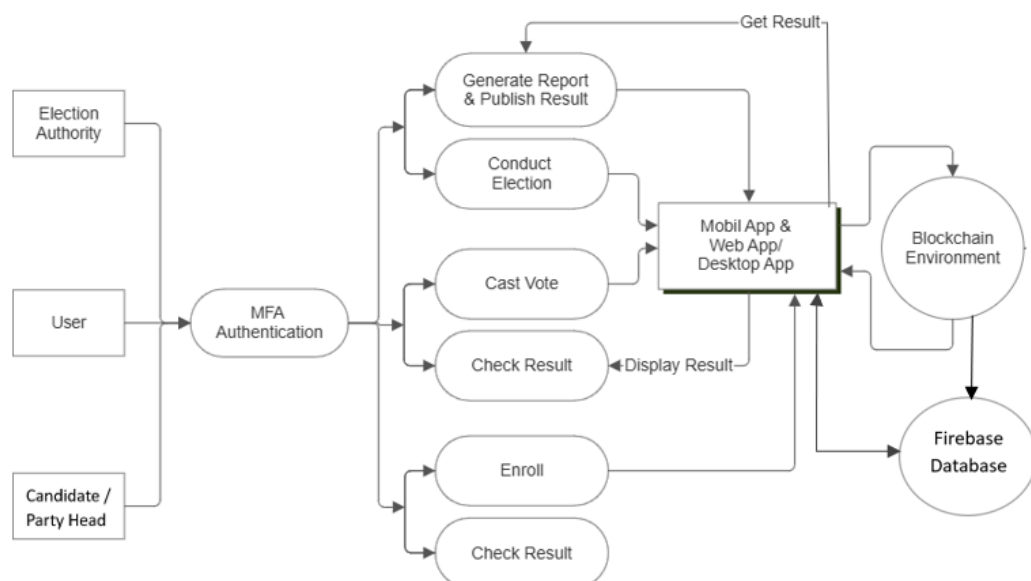 Get Result
Generate Report
& Publish Result
Election
Authority
Conduct
Election
Mobil App &
Web App/
Desktop App
Blockchain
Environment
Cast Vote
User
MFA
Authentication
Check Result
Display Result
Firebase
Database
Enroll
Candidate /
Party Head
Check Result